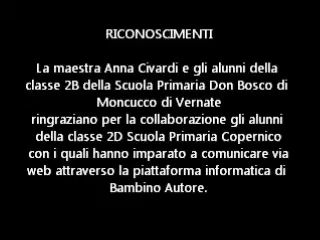 RICONOSCIMENTI
La maestra Anna Civardi e gli alunni della
classe 2B della Scuola Primaria Don Bosco di
Moncucco di Vernate
ringraziano per la collaborazione gli alunni
della classe 2D Scuola Primaria Copernico
con i quali hanno imparato a comunicare via
web attraverso la piattaforma informatica di
Bambino Autore.